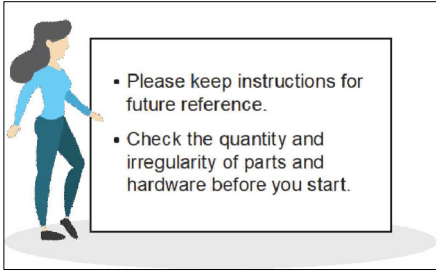 ▪ Please keep instructions for
future reference.
▪ Check the quantity and
irregularity of parts and
hardware before you start.